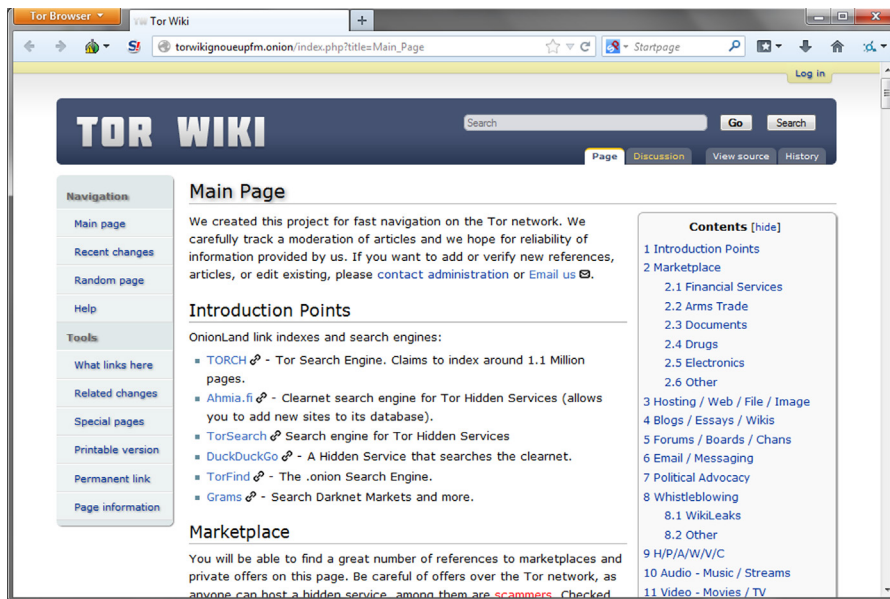 Tor Browser
Tor Wiki
torwikignoueupfm.onion/index.php?title=Main_Page
Startpage
Log in
TOR WIKI
Search
Go
Search
Page
Discussion
View source
History
Navigation
Main page
Recent changes
Random page
Help
Tools
What links here
Related changes
Special pages
Printable version
Permanent link
Page information
Main Page
We created this project for fast navigation on the Tor network. We
carefully track a moderation of articles and we hope for reliability of
information provided by us. If you want to add or verify new references,
articles, or edit existing, please contact administration or Email us.
Introduction Points
OnionLand link indexes and search engines:
TORCH - Tor Search Engine. Claims to index around 1.1 Million
pages.
Ahmia.fi - Clearnet search engine for Tor Hidden Services (allows
you to add new sites to its database).
TorSearch Search engine for Tor Hidden Services
DuckDuckGo - A Hidden Service that searches the clearnet.
TorFind - The .onion Search Engine.
Grams - Search Darknet Markets and more.
Marketplace
You will be able to find a great number of references to marketplaces and
private offers on this page. Be careful of offers over the Tor network, as
anyone can host a hidden service, among them are scammers. Checked
Contents [hide]
1 Introduction Points
2 Marketplace
2.1 Financial Services
2.2 Arms Trade
2.3 Documents
2.4 Drugs
2.5 Electronics
2.6 Other
3 Hosting / Web / File / Image
4 Blogs / Essays / Wikis
5 Forums / Boards / Chans
6 Email / Messaging
7 Political Advocacy
8 Whistleblowing
8.1 WikiLeaks
8.2 Other
9 H/P/A/W/V/C
10 Audio - Music / Streams
11 Video - Movies / TV